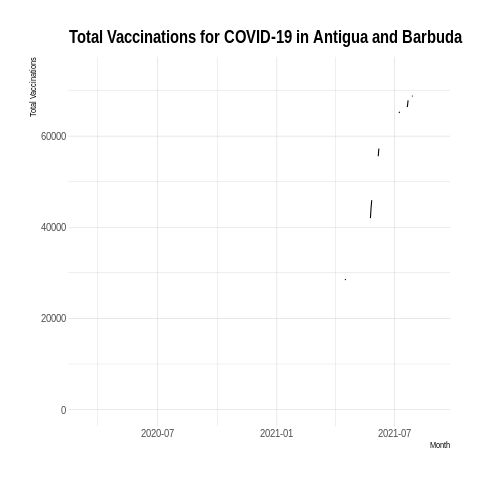 Total Vaccinations for COVID-19 in Antigua and Barbuda
Total Vaccinations
60000
40000
20000
0
2020-07 2021-01 2021-07
Month